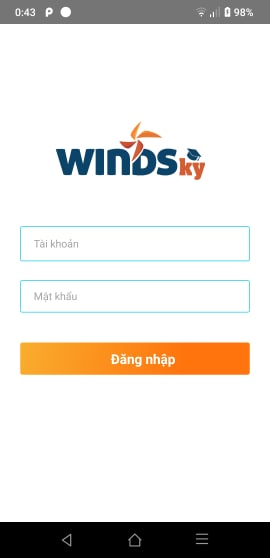 0:43
98%
WINDSky
Tài khoản
Mật khẩu
Đăng nhập